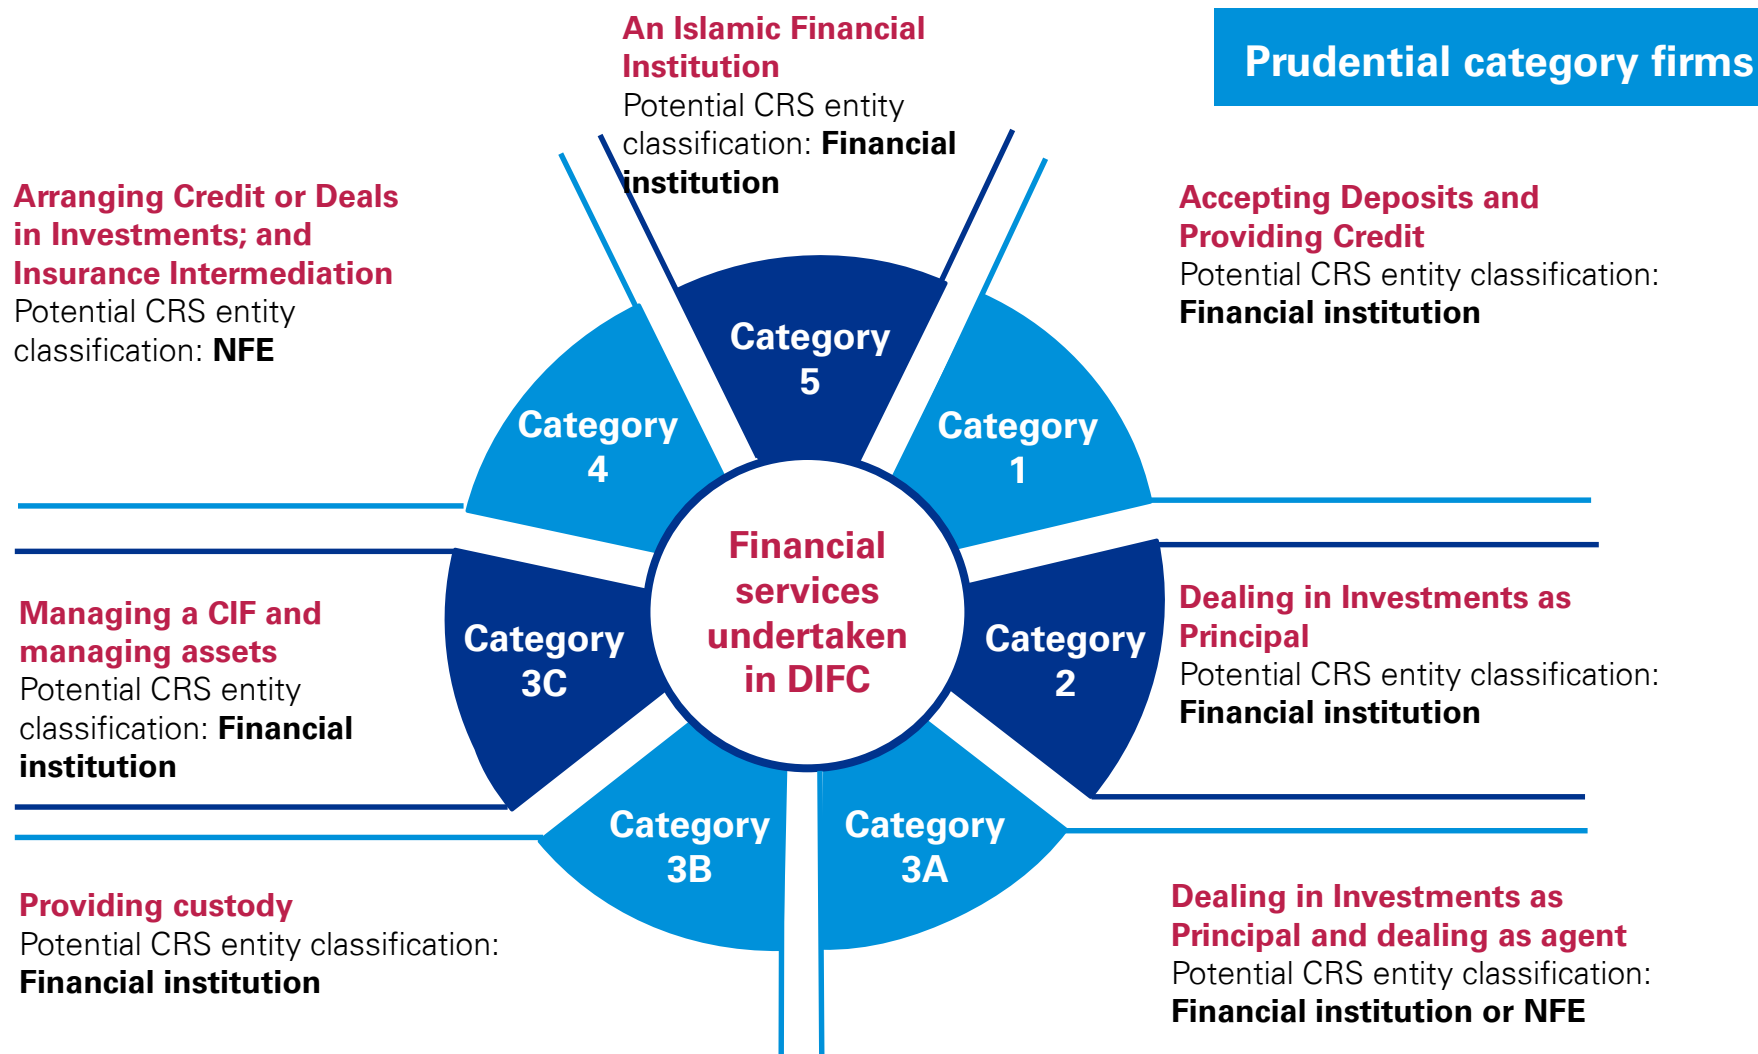 Prudential category firms
An Islamic Financial
Institution
Potential CRS entity
classification: Financial
institution
Arranging Credit or Deals
in Investments; and
Insurance Intermediation
Potential CRS entity
classification: NFE
Accepting Deposits and
Providing Credit
Potential CRS entity classification:
Financial institution
Category
5
Category
4
Category
1
Financial
services
undertaken
in DIFC
Managing a CIF and
managing assets
Potential CRS entity
classification: Financial
institution
Category
3C
Category
2
Dealing in Investments as
Principal
Potential CRS entity classification:
Financial institution
Category
3B
Category
3A
Providing custody
Potential CRS entity classification:
Financial institution
Dealing in Investments as
Principal and dealing as agent
Potential CRS entity classification:
Financial institution or NFE